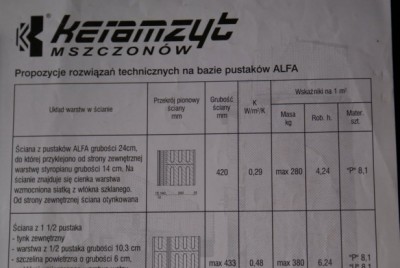 KERAMZYT
MSZCZONÓW
Propozycje rozwiązań technicznych na bazie pustaków ALFA
Układ warstw w ścianie
Przekrój pionowy
ściany
mm
Grubość
ściany
mm
K
W/m²/K
Wskaźniki na 1 m²
Masa
kg
Rob. h.
Mater.
szt.
Ściana z pustaków ALFA grubości 24cm,
do której przyklejono od strony zewnętrznej
warstwę styropianu grubości 14 cm. Na
ścianie znajduje się cienka warstwa
wzmocniona siatką z włókna szklanego.
Od strony zewnętrznej ściana otynkowana
420
0,29
max 280
4,24
"P" 8,1
Ściana z 1 1/2 pustaka
- tynk zewnętrzny
- warstwa z 1/2 pustaka grubości 10,3 cm
- szczelina powietrzna o grubości 6 cm,
max 433
0,48
max 380
6,24
"P" 8,1